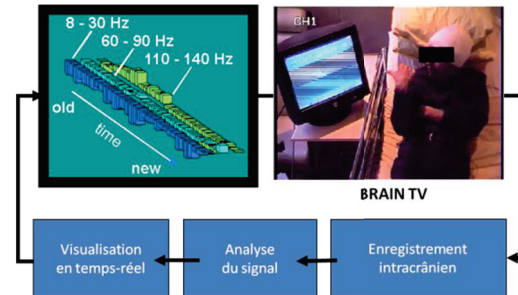 8 - 30 Hz
60 - 90 Hz
110 - 140 Hz
old
time
new
CH1
BRAIN TV
Visualisation
en temps-réel
Analyse
du signal
Enregistrement
intracrânien